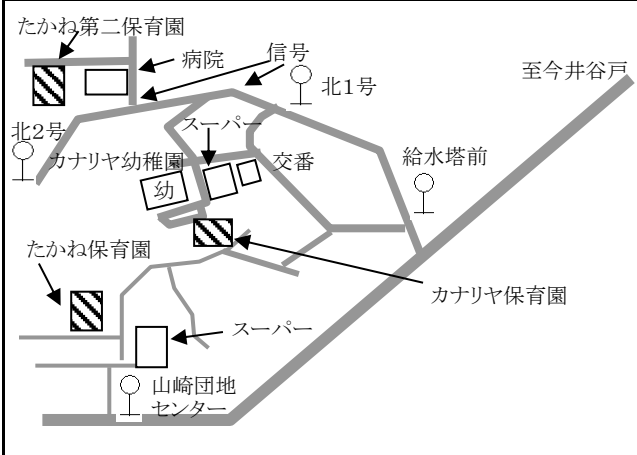 たかね第二保育園
病院
信号
北1号
至今井谷戸
北2号
スーパー
カナリヤ幼稚園
交番
給水塔前
幼
たかね保育園
カナリヤ保育園
スーパー
山崎団地
センター